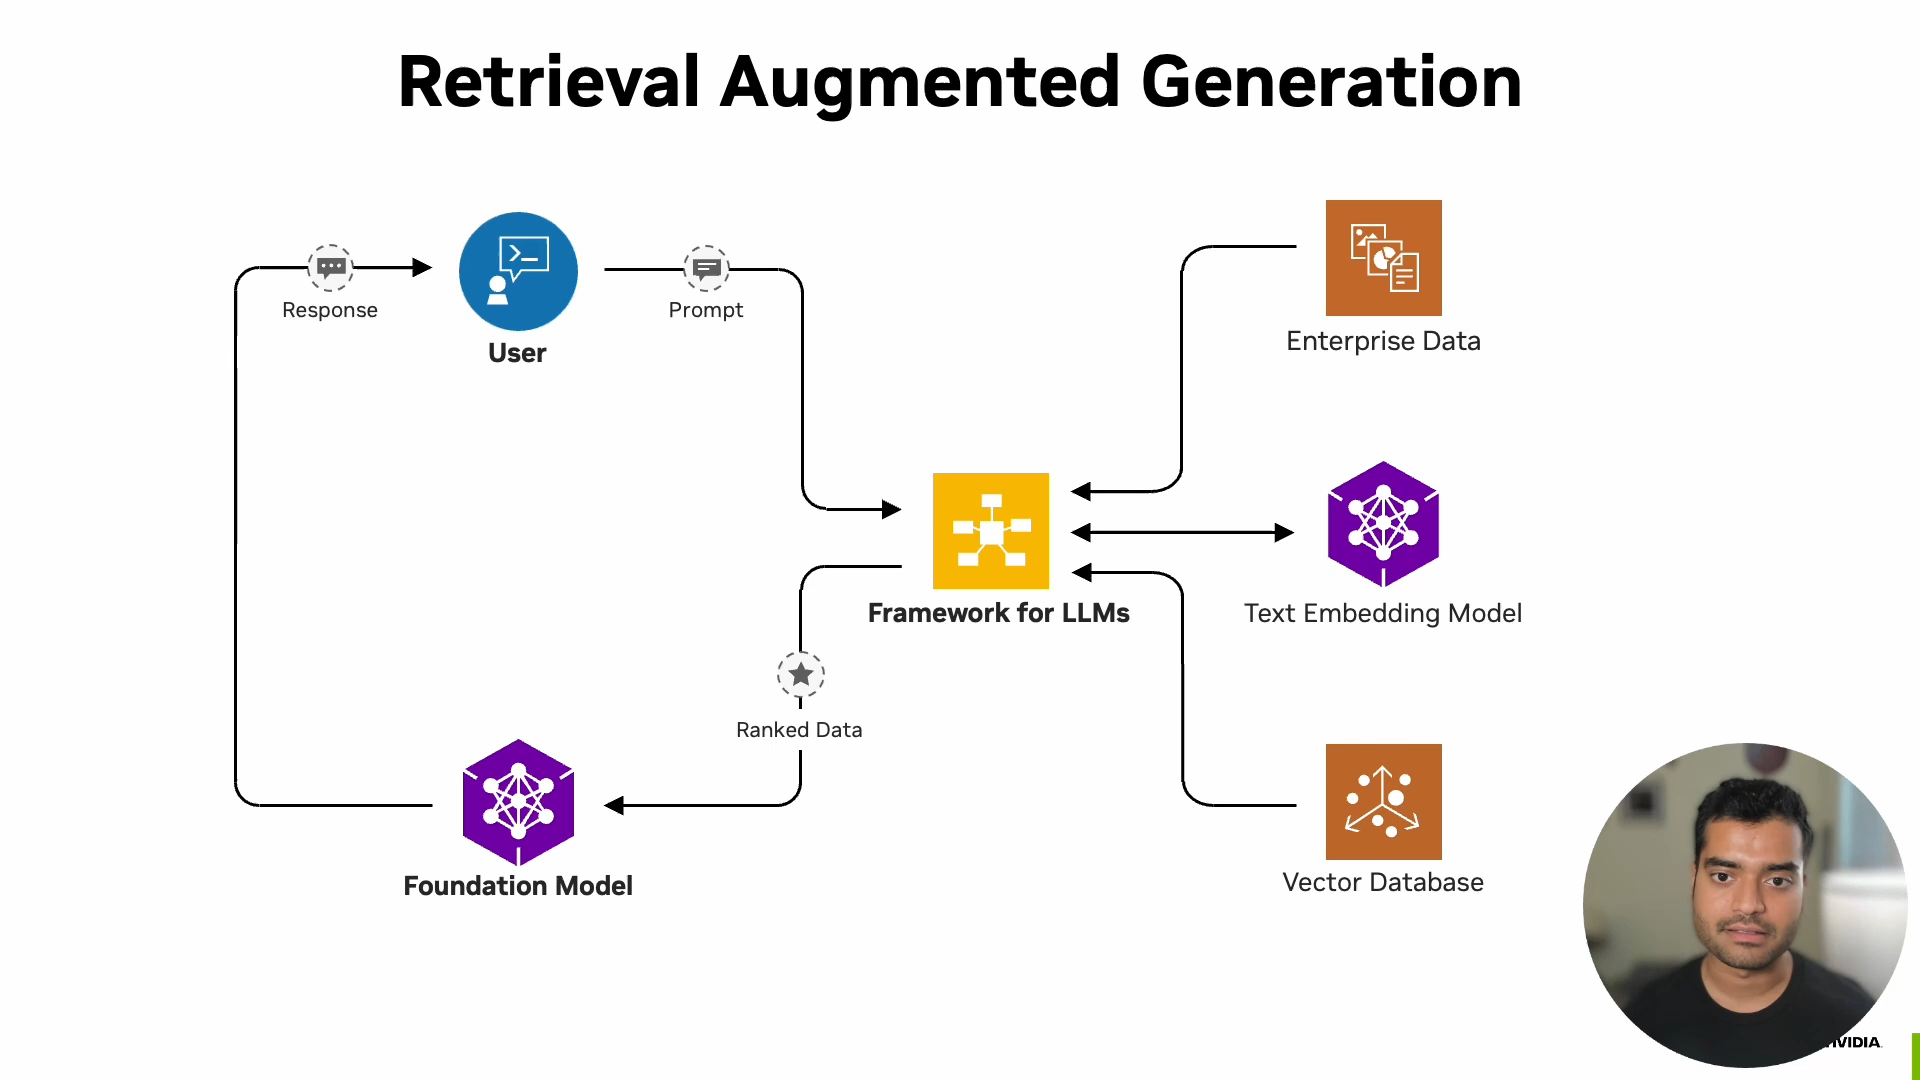 Retrieval Augmented Generation
Response
User
Prompt
Enterprise Data
Framework for LLMs
Text Embedding Model
Ranked Data
Foundation Model
Vector Database